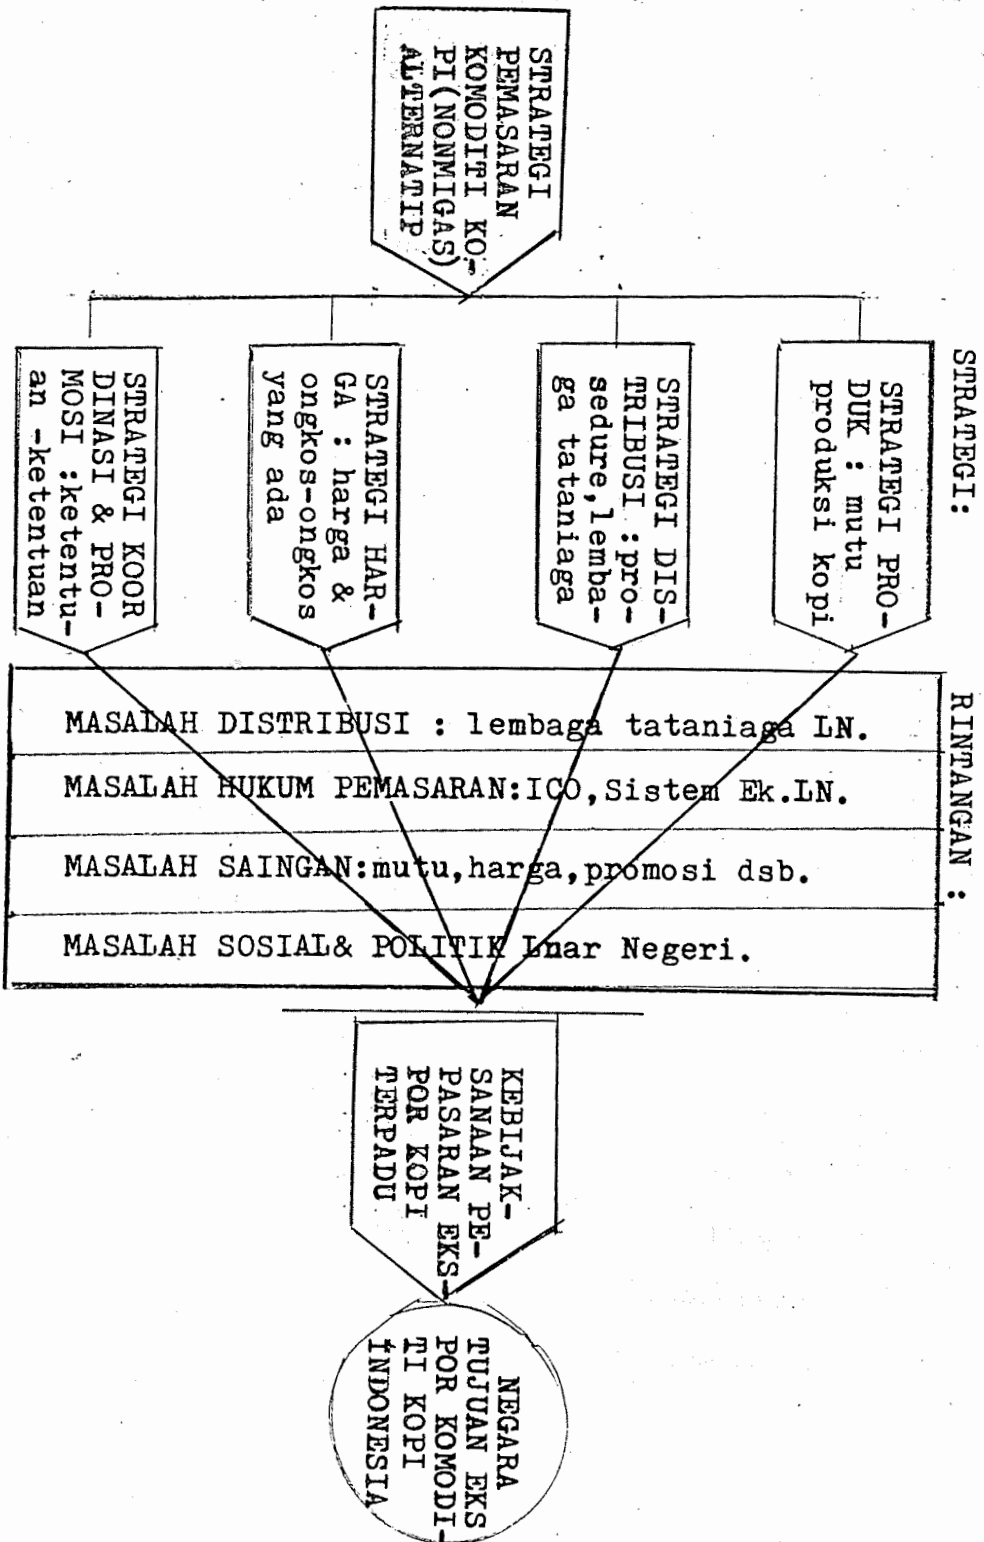 STRATEGI
PEMASARAN
KOMODITI KO-
PI(NONMIGAS)
ALTERNATIP
STRATEGI:
STRATEGI PRO-
DUK : mutu
produksi kopi
STRATEGI DIS-
TRIBUSI :pro-
sedure,lemba-
ga tataniaga
STRATEGI HAR-
GA : harga &
ongkos-ongkos
yang ada
STRATEGI KOOR
DINASI & PRO-
MOSI :ketentu-
an -ketentuan
RINTANGAN :
MASALAH DISTRIBUSI : lembaga tataniaga LN.
MASALAH HUKUM PEMASARAN:ICO,Sistem Ek.LN.
MASALAH SAINGAN:mutu,harga,promosi dsb.
MASALAH SOSIAL& POLITIK Luar Negeri.
KEBIJAK-
SANAAN PE-
PASARAN EKS-
POR KOPI
TERPADU
NEGARA
TUJUAN EKS
POR KOMODI-
TI KOPI
INDONESIA